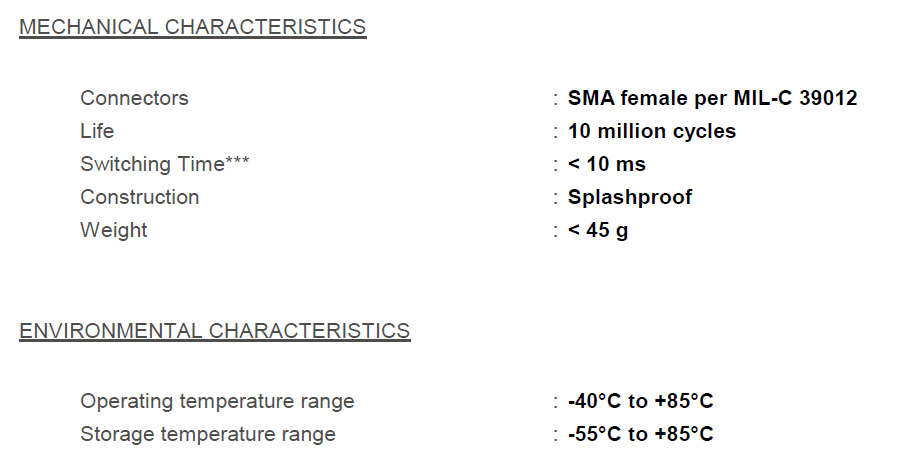 MECHANICAL CHARACTERISTICS
Connectors : SMA female per MIL-C 39012
Life : 10 million cycles
Switching Time*** : < 10 ms
Construction : Splashproof
Weight : < 45 g
ENVIRONMENTAL CHARACTERISTICS
Operating temperature range : -40°C to +85°C
Storage temperature range : -55°C to +85°C